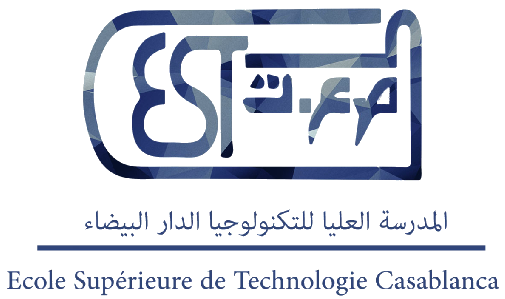 EST م.ع.ت
المدرسة العليا للتكنولوجيا الدار البيضاء
Ecole Supérieure de Technologie Casablanca